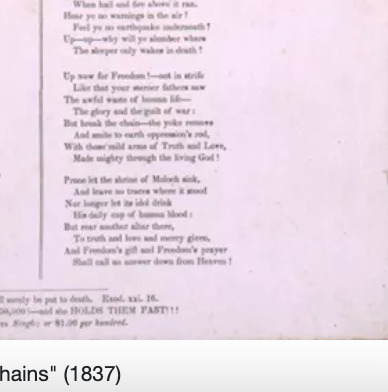 When hail and fire above it ran.
Hear ye no warnings in the air?
Feel ye no earthquake underneath?
Up—up—why will ye slumber where
The sleeper only wakes in death?
Up now for Freedom!—not in strife
Like that your sterner fathers saw
The awful waste of human life—
The glory and the guilt of war:
But break the chain—the yoke remove
And smite to earth oppression's rod,
With those mild arms of Truth and Love,
Made mighty through the living God!
Prone let the shrine of Moloch sink,
And leave no traces where it stood
Nor longer let its idol drink
His daily cup of human blood:
But rear another altar there,
To truth and love and mercy given,
And Freedom's gift and Freedom's prayer
Shall call an answer down from Heaven!
ll surely be put to death. Exod. xxi. 16.
50,000!—and she HOLDS THEM FAST!!!
Single; or $1.00 per hundred.
hains" (1837)